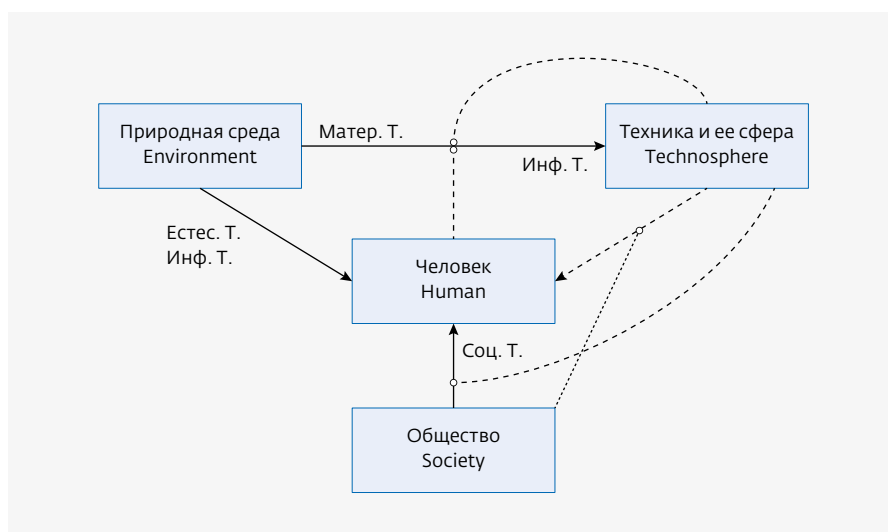 Природная среда
Environment
Матер. Т.
Техника и ее сфера
Technosphere
Инф. Т.
Естес. Т.
Инф. Т.
Человек
Human
Соц. Т.
Общество
Society